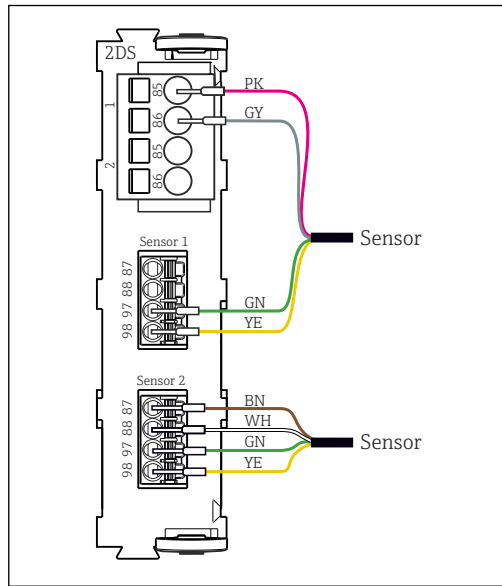 2DS
1
85
PK
86
GY
2
85
86
Sensor
Sensor 1
87
88
97
GN
98
YE
Sensor 2
87
BN
88
WH
97
GN
Sensor
98
YE